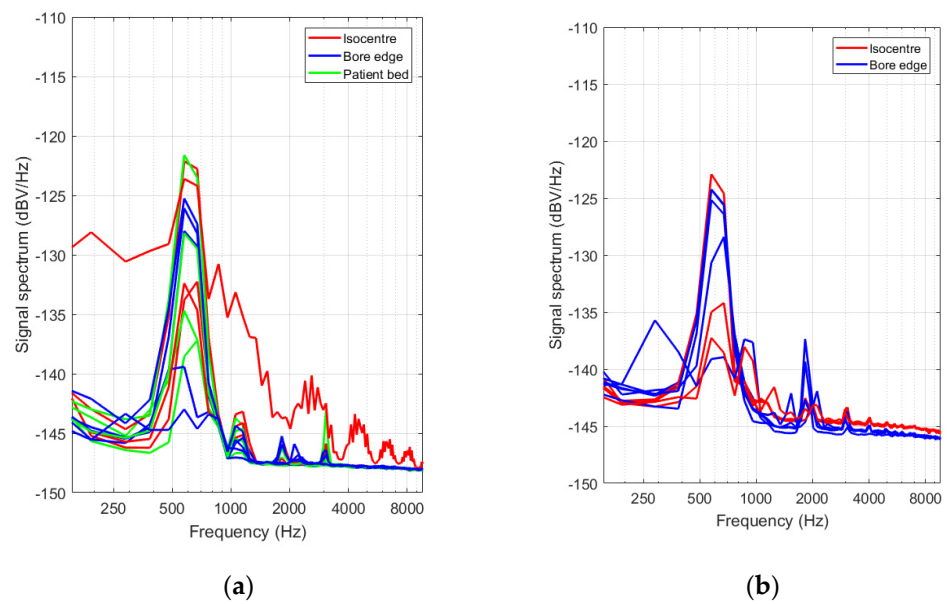 -110
-115
-120
-125
-130
-135
-140
-145
-150
Signal spectrum (dBV/Hz)
Isocentre
Bore edge
Patient bed
250 500 1000 2000 4000 8000
Frequency (Hz)
(a)
-110
-115
-120
-125
-130
-135
-140
-145
-150
Signal spectrum (dBV/Hz)
Isocentre
Bore edge
250 500 1000 2000 4000 8000
Frequency (Hz)
(b)